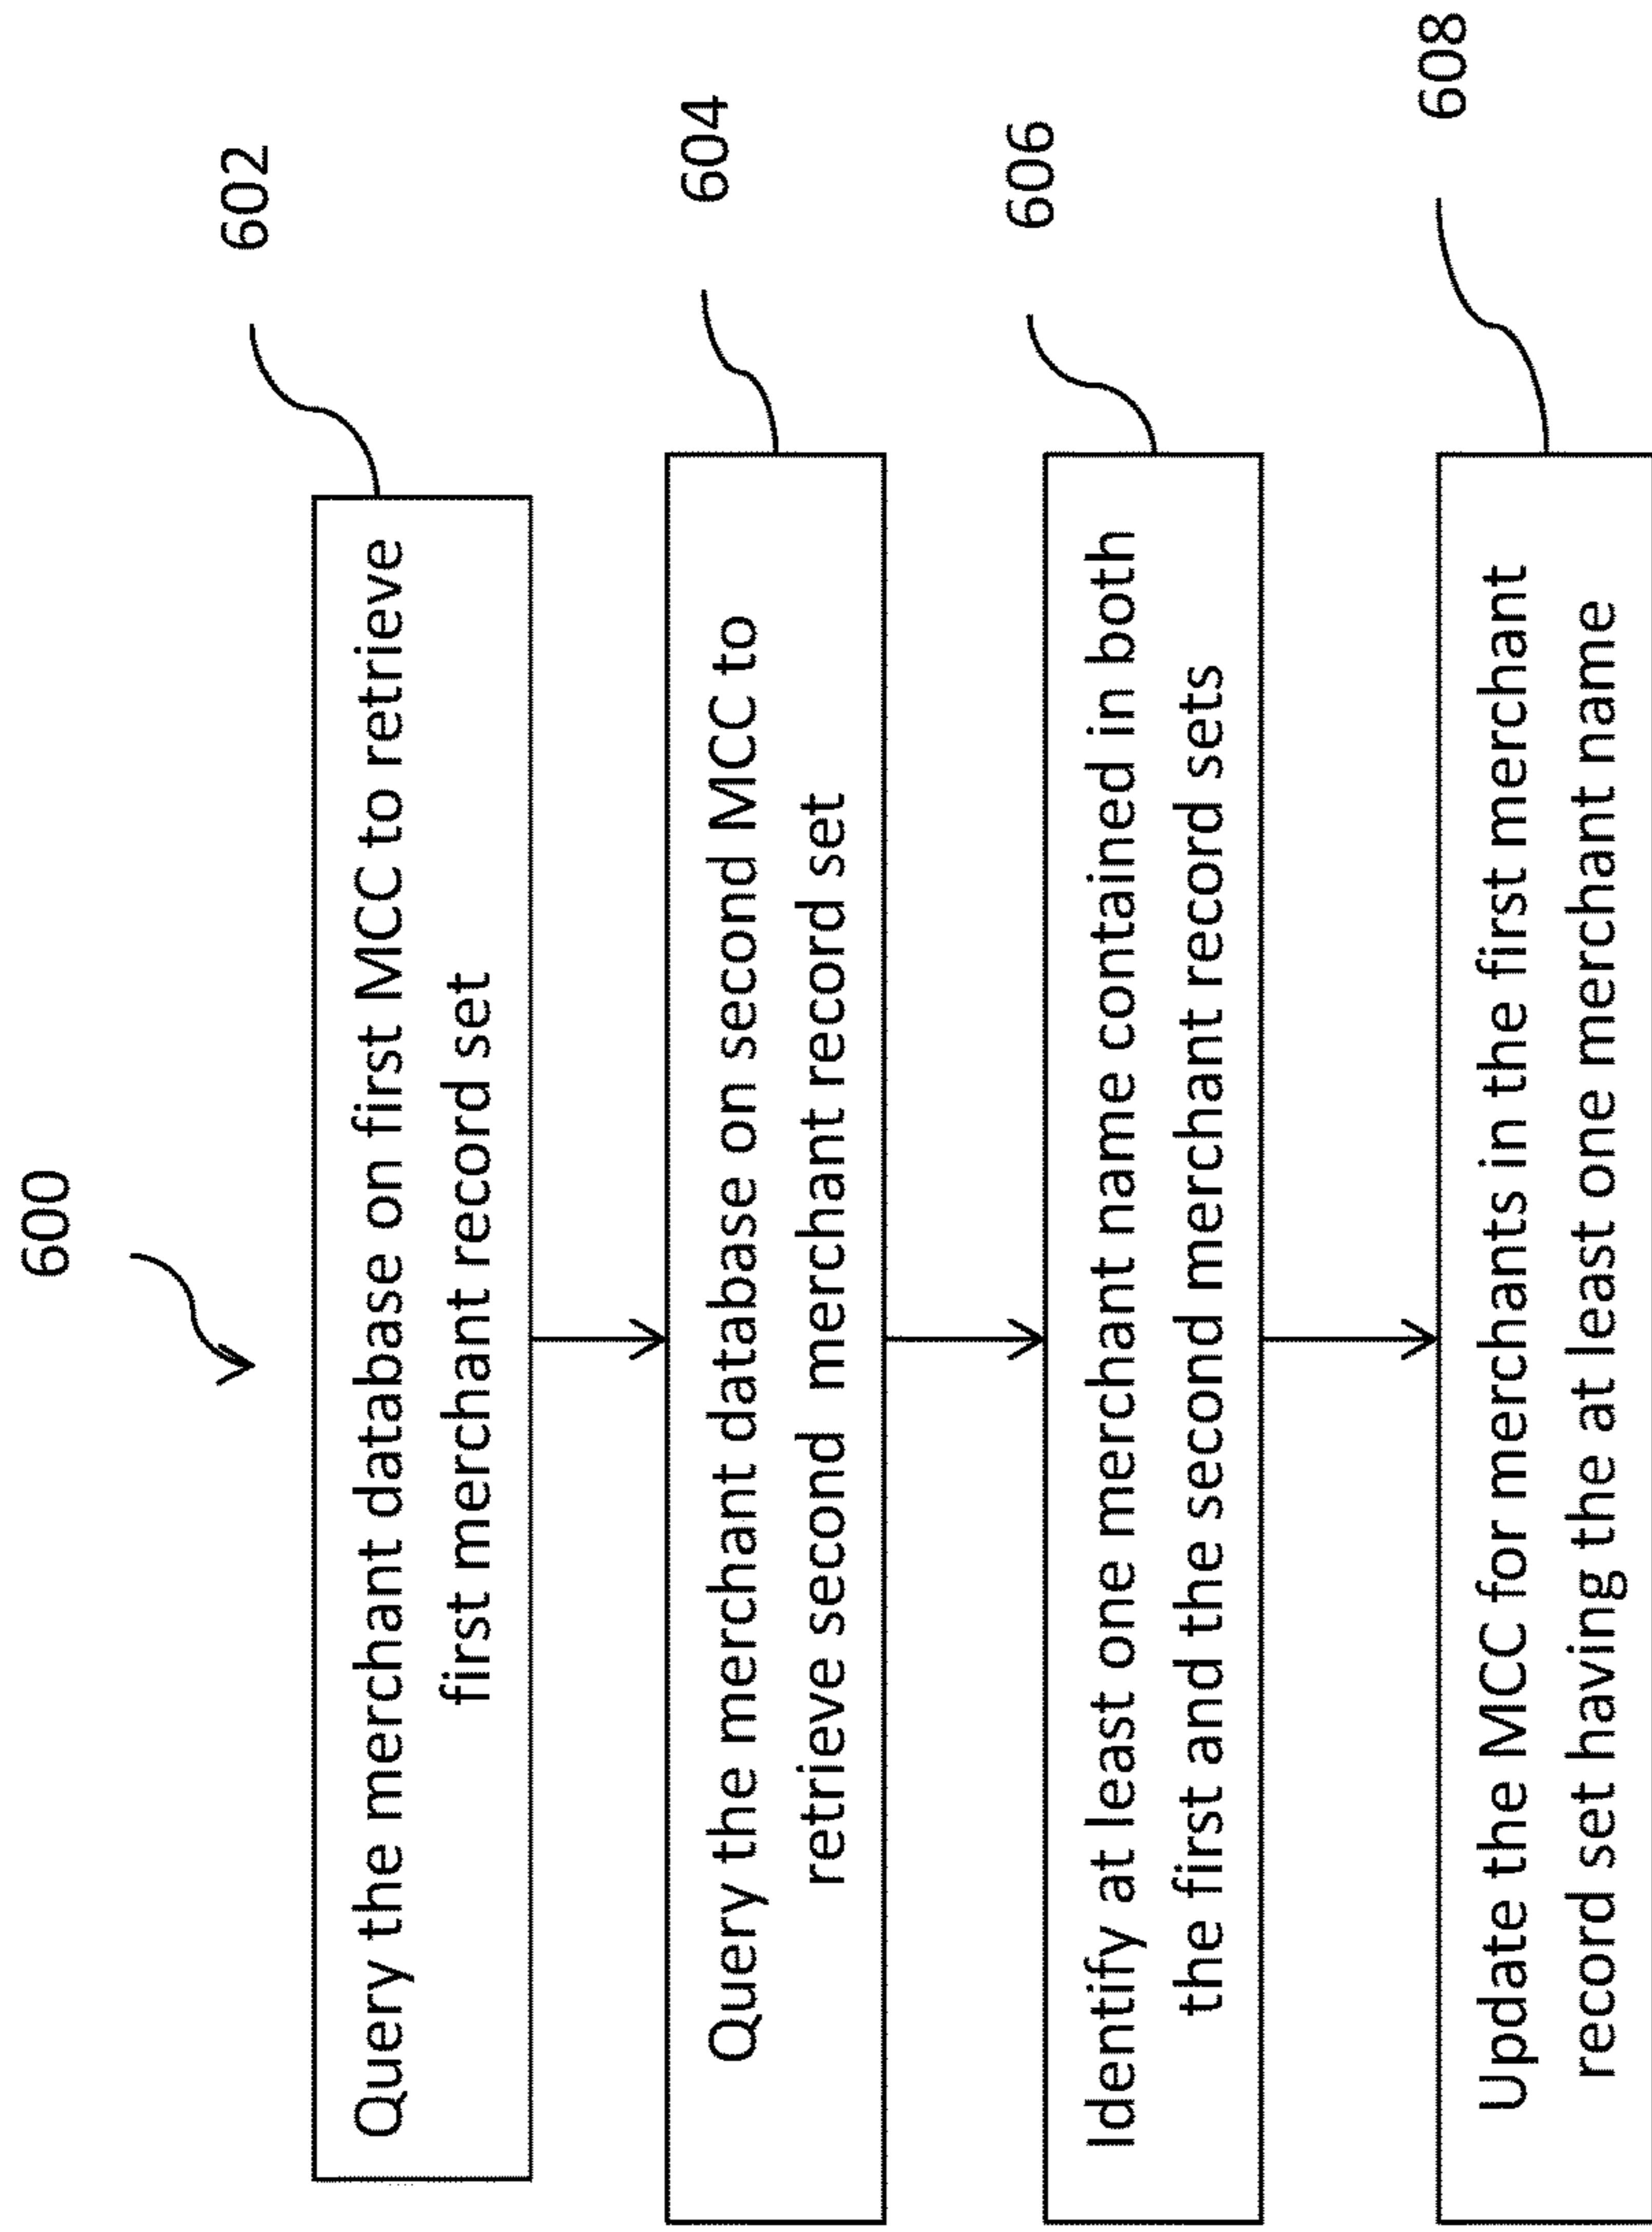 600
602
Query the merchant database on first MCC to retrieve
first merchant record set
604
Query the merchant database on second MCC to
retrieve second merchant record set
606
Identify at least one merchant name contained in both
the first and the second merchant record sets
608
Update the MCC for merchants in the first merchant
record set having the at least one merchant name